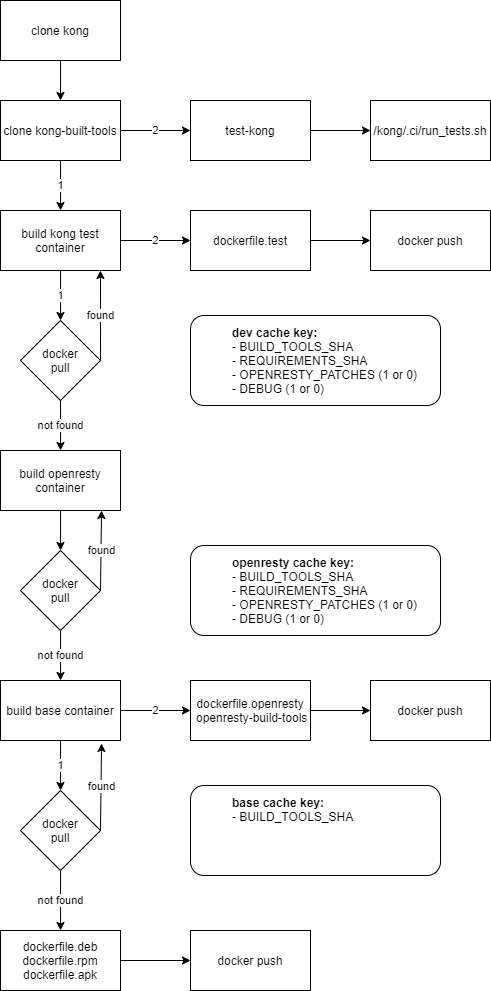 clone kong
clone kong-built-tools
2
test-kong
/kong/.ci/run_tests.sh
1
build kong test
container
2
dockerfile.test
docker push
1
found
docker
pull
dev cache key:
- BUILD_TOOLS_SHA
- REQUIREMENTS_SHA
- OPENRESTY_PATCHES (1 or 0)
- DEBUG (1 or 0)
not found
build openresty
container
found
docker
pull
openresty cache key:
- BUILD_TOOLS_SHA
- REQUIREMENTS_SHA
- OPENRESTY_PATCHES (1 or 0)
- DEBUG (1 or 0)
not found
build base container
2
dockerfile.openresty
openresty-build-tools
docker push
1
found
docker
pull
base cache key:
- BUILD_TOOLS_SHA
not found
dockerfile.deb
dockerfile.rpm
dockerfile.apk
docker push